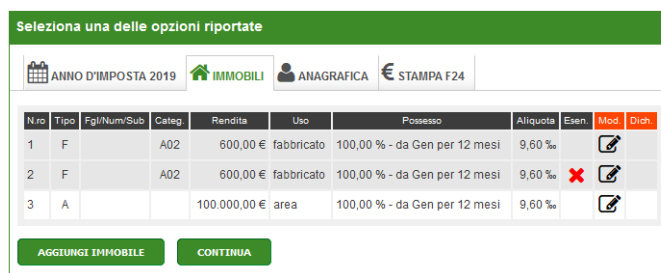 Seleziona una delle opzioni riportate
ANNO D'IMPOSTA 2019 IMMOBILI ANAGRAFICA € STAMPA F24
N.ro Tipo Fgl/Num/Sub Categ. Rendita Uso Possesso Aliquota Esen. Mod. Dich.
1 F A02 600,00 € fabbricato 100,00 % - da Gen per 12 mesi 9,60 ‰
2 F A02 600,00 € fabbricato 100,00 % - da Gen per 12 mesi 9,60 ‰
3 A 100.000,00 € area 100,00 % - da Gen per 12 mesi 9,60 ‰
AGGIUNGI IMMOBILE CONTINUA